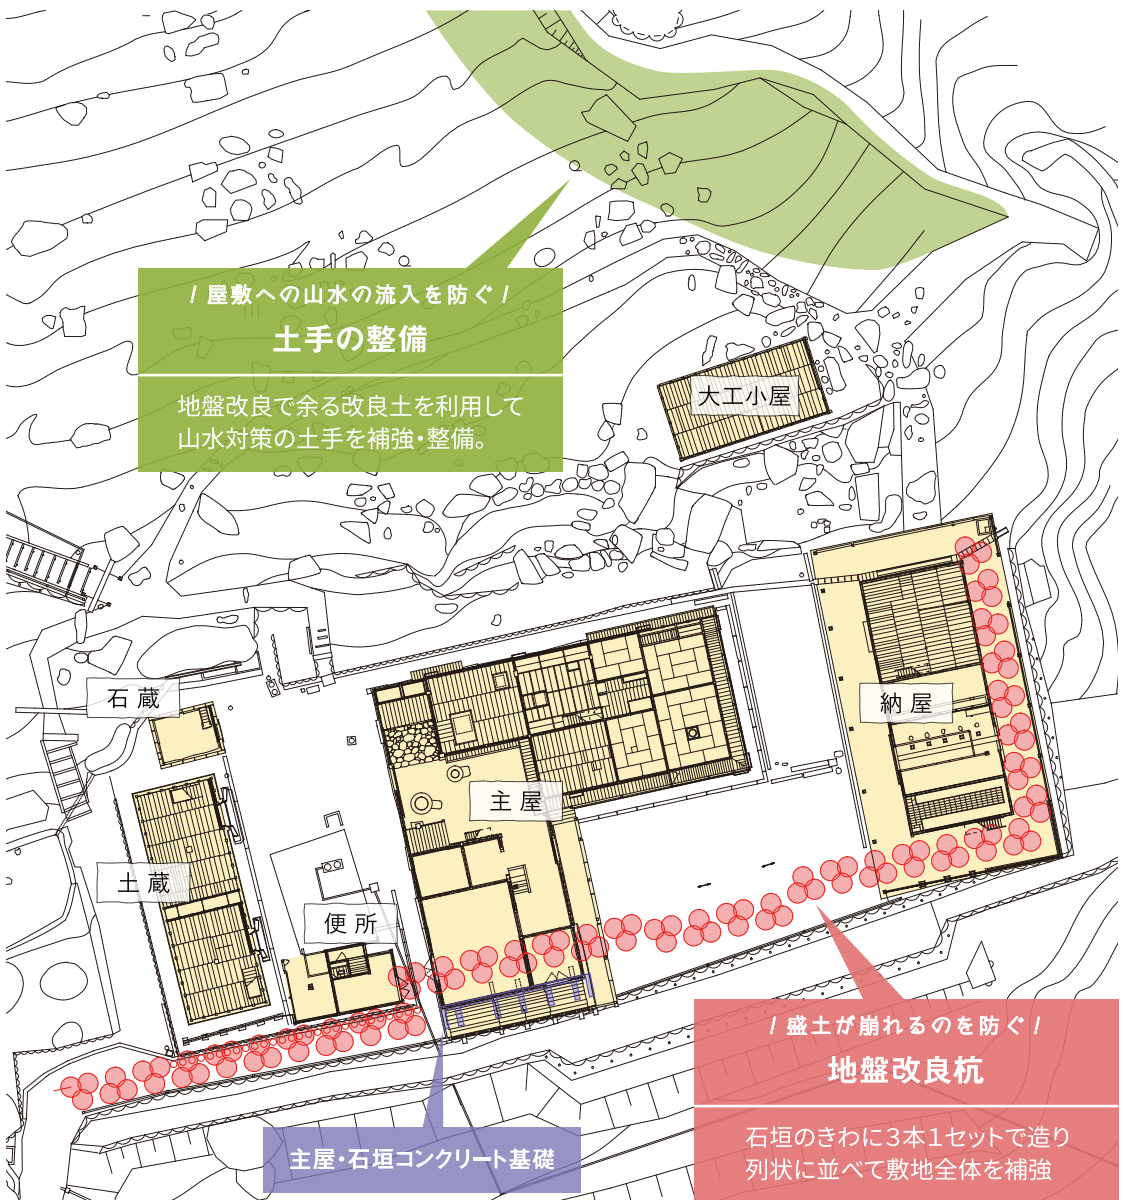 ! 屋敷への山水の流入を防ぐ !
土手の整備
地盤改良で余る改良土を利用して
山水対策の土手を補強・整備。
大工小屋
石蔵
納屋
主屋
土蔵
便所
! 盛土が崩れるのを防ぐ !
地盤改良杭
石垣のきわに3本1セットで造り
列状に並べて敷地全体を補強
主屋・石垣コンクリート基礎